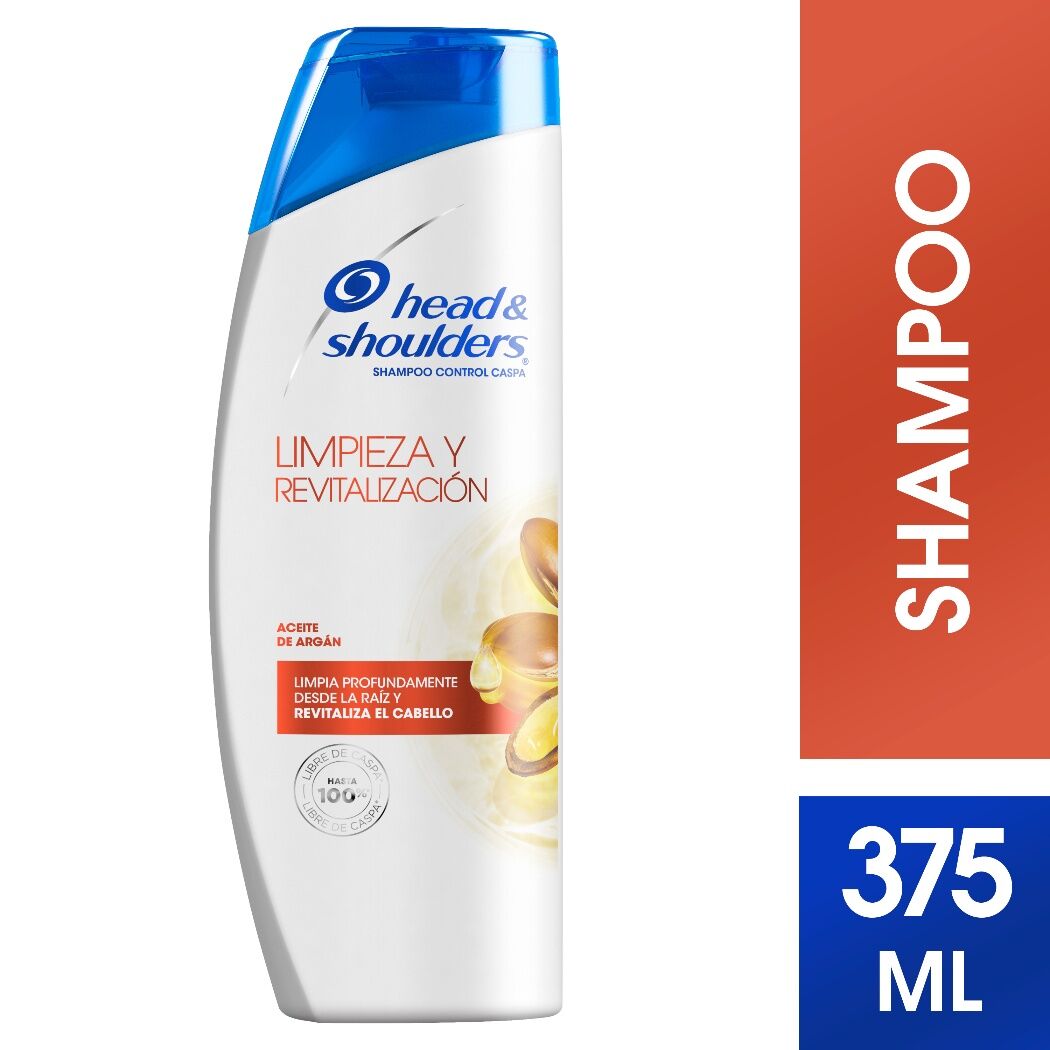 head &
shoulders®
SHAMPOO CONTROL CASPA
LIMPIEZA Y
REVITALIZACIÓN
ACEITE
DE ARGÁN
LIMPIA PROFUNDAMENTE
DESDE LA RAÍZ Y
REVITALIZA EL CABELLO
LIBRE DE CASPA*
HASTA
100%*
LIBRE DE CASPA*
SHAMPOO
375
ML